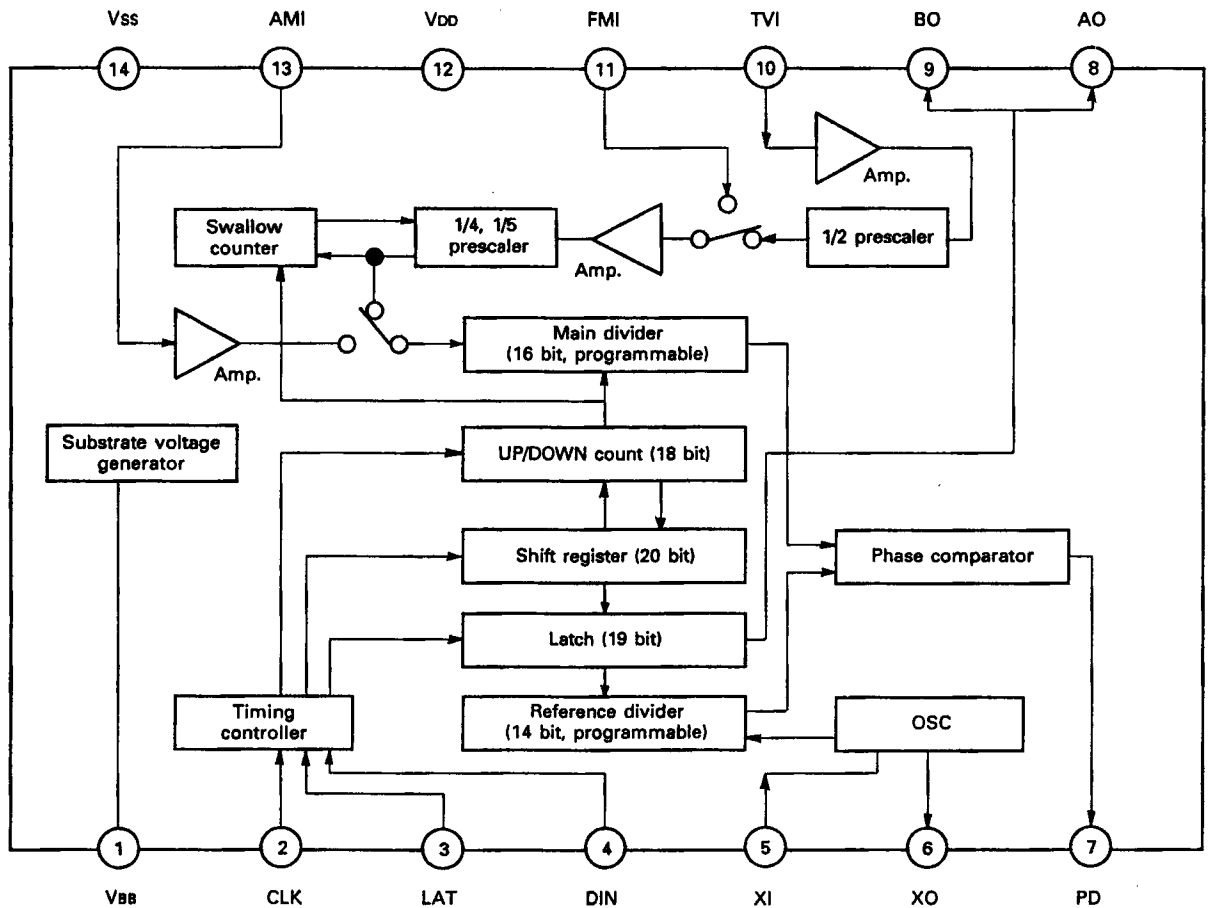 Vss AMI VDD FMI TVI BO AO
14 13 12 11 10 9 8
Amp.
Swallow
counter
1/4, 1/5
prescaler
Amp.
1/2 prescaler
Amp.
Main divider
(16 bit, programmable)
Substrate voltage
generator
UP/DOWN count (18 bit)
Shift register (20 bit)
Phase comparator
Latch (19 bit)
Timing
controller
Reference divider
(14 bit, programmable)
OSC
1 2 3 4 5 6 7
VBB CLK LAT DIN XI XO PD